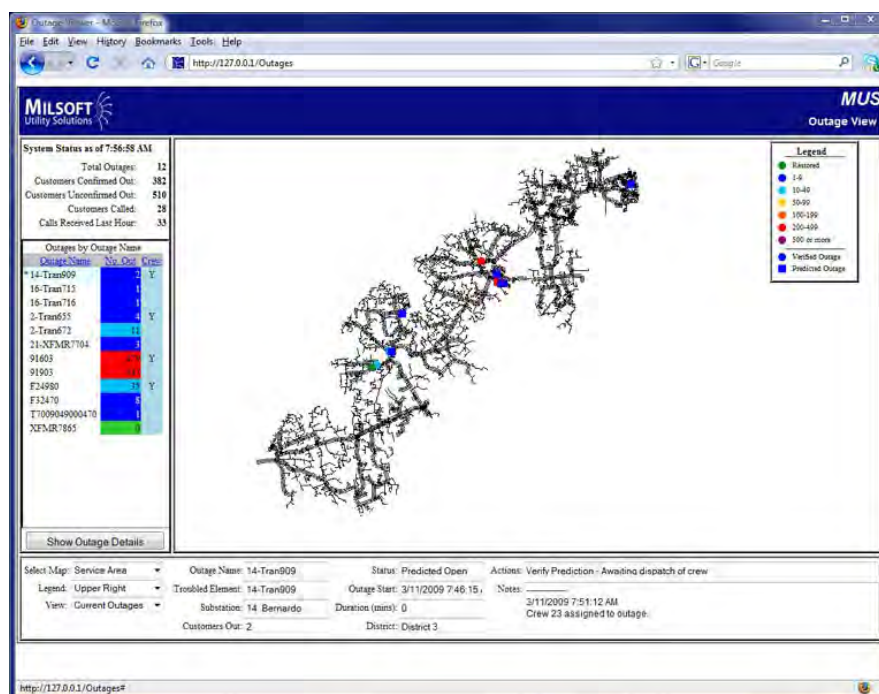 Outage Viewer - Mozilla Firefox
File Edit View History Bookmarks Tools Help
http://127.0.0.1/Outages
Google
MILSOFT
Utility Solutions
MUS
Outage View
System Status as of 7:56:58 AM
Total Outages: 12
Customers Confirmed Out: 382
Customers Unconfirmed Out: 510
Customers Called: 28
Calls Received Last Hour: 33
Outages by Outage Name
Outage Name No. Out Crew
*14-Tran909 2 Y
16-Tran715 1
16-Tran716 1
2-Tran655 4 Y
2-Tran672 11
21-XFMR7704 3
91603 Y
91903
F24980 35 Y
F32470 8
T7009049000470 1
XFMR7865 0
Show Outage Details
Legend
Restored
1-9
10-49
50-99
100-199
200-499
500 or more
Verified Outage
Predicted Outage
Select Map: Service Area Outage Name: 14-Tran909 Status: Predicted Open Actions: Verify Prediction - Awaiting dispatch of crew
Legend: Upper Right Troubled Element: 14-Tran909 Outage Start: 3/11/2009 7:46:15 Notes:
View: Current Outages Substation: 14 Bernardo Duration (mins): 0 3/11/2009 7:51:12 AM
Crew 23 assigned to outage.
Customers Out: 2 District: District 3
http://127.0.0.1/Outages#